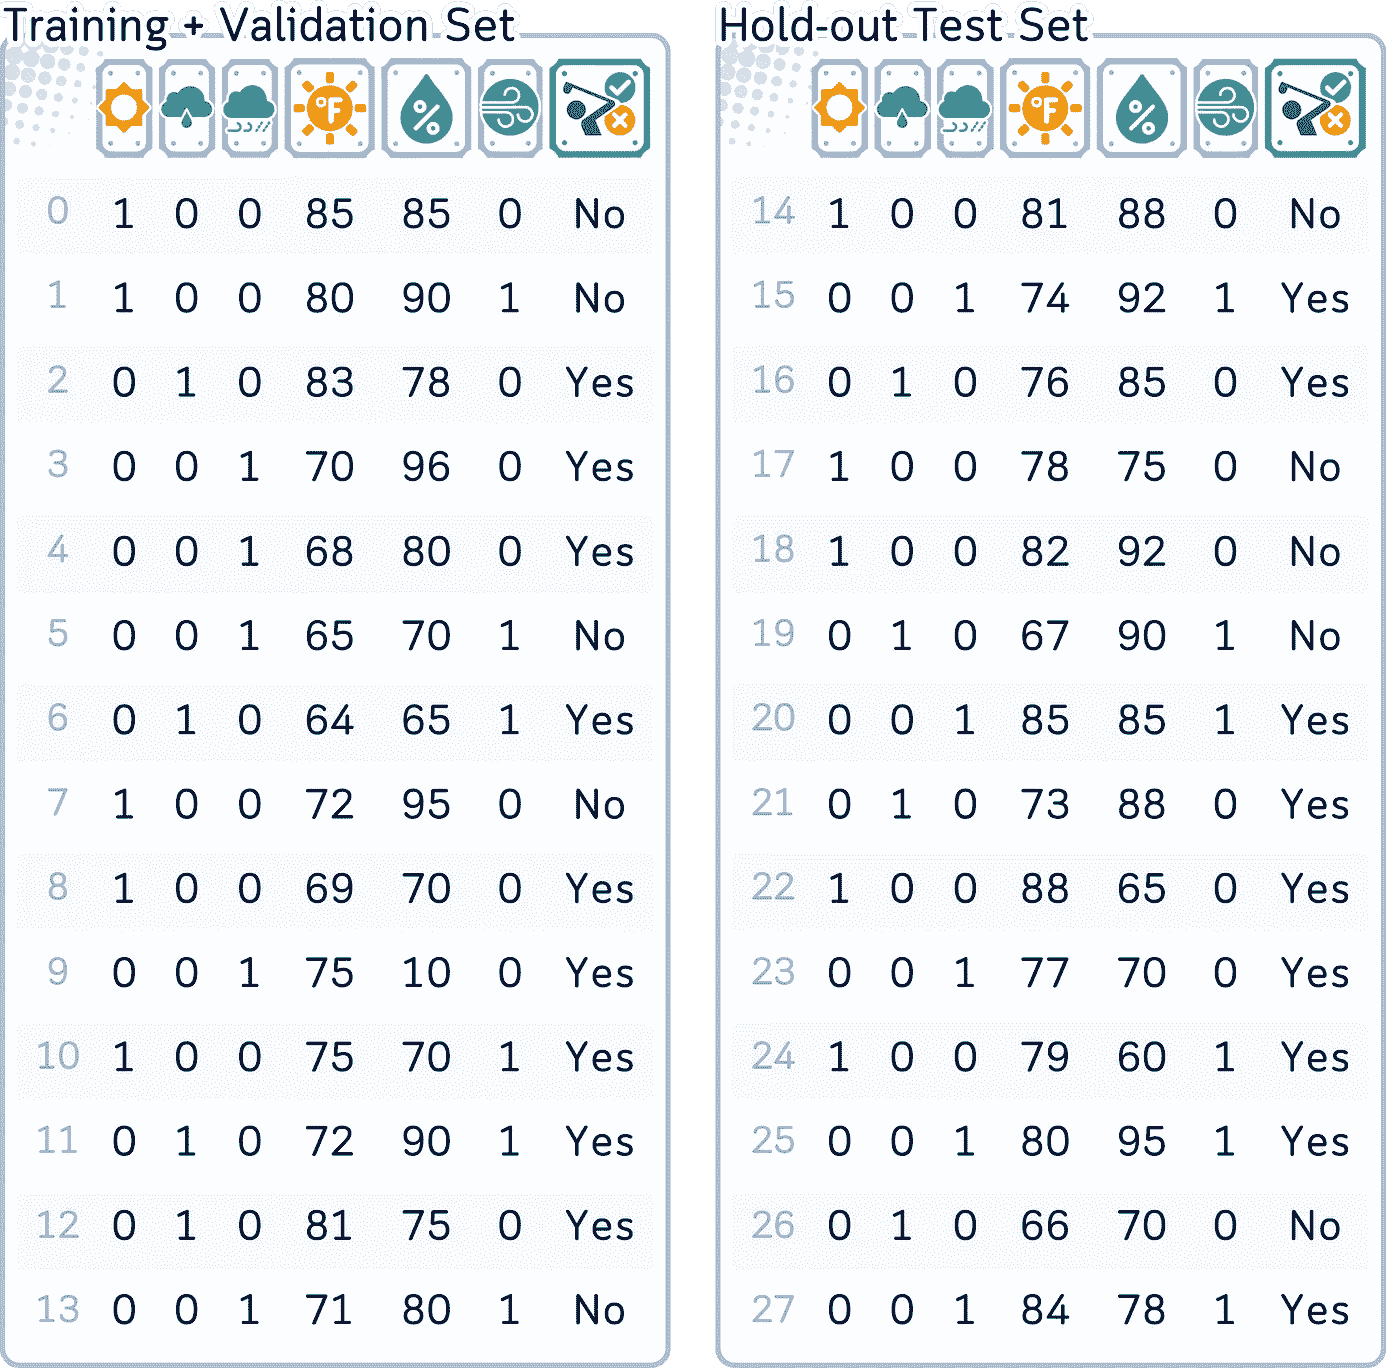 Training + Validation Set
°F % 
0 1 0 0 85 85 0 No
1 1 0 0 80 90 1 No
2 0 1 0 83 78 0 Yes
3 0 0 1 70 96 0 Yes
4 0 0 1 68 80 0 Yes
5 0 0 1 65 70 1 No
6 0 1 0 64 65 1 Yes
7 1 0 0 72 95 0 No
8 1 0 0 69 70 0 Yes
9 0 0 1 75 10 0 Yes
10 1 0 0 75 70 1 Yes
11 0 1 0 72 90 1 Yes
12 0 1 0 81 75 0 Yes
13 0 0 1 71 80 1 No
Hold-out Test Set
°F %
14 1 0 0 81 88 0 No
15 0 0 1 74 92 1 Yes
16 0 1 0 76 85 0 Yes
17 1 0 0 78 75 0 No
18 1 0 0 82 92 0 No
19 0 1 0 67 90 1 No
20 0 0 1 85 85 1 Yes
21 0 1 0 73 88 0 Yes
22 1 0 0 88 65 0 Yes
23 0 0 1 77 70 0 Yes
24 1 0 0 79 60 1 Yes
25 0 0 1 80 95 1 Yes
26 0 1 0 66 70 0 No
27 0 0 1 84 78 1 Yes